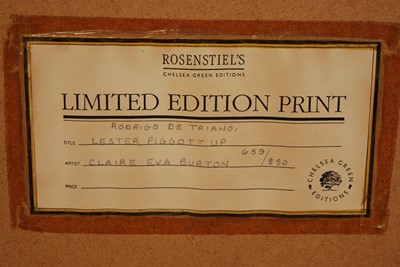 ROSENSTIEL'S
CHELSEA GREEN EDITIONS
LIMITED EDITION PRINT
RODRIGO DE TRIANO,
TITLE LESTER PIGGOTT UP
659/850
ARTIST CLAIRE EVA BURTON
PRICE
CHELSEA GREEN
EDITIONS